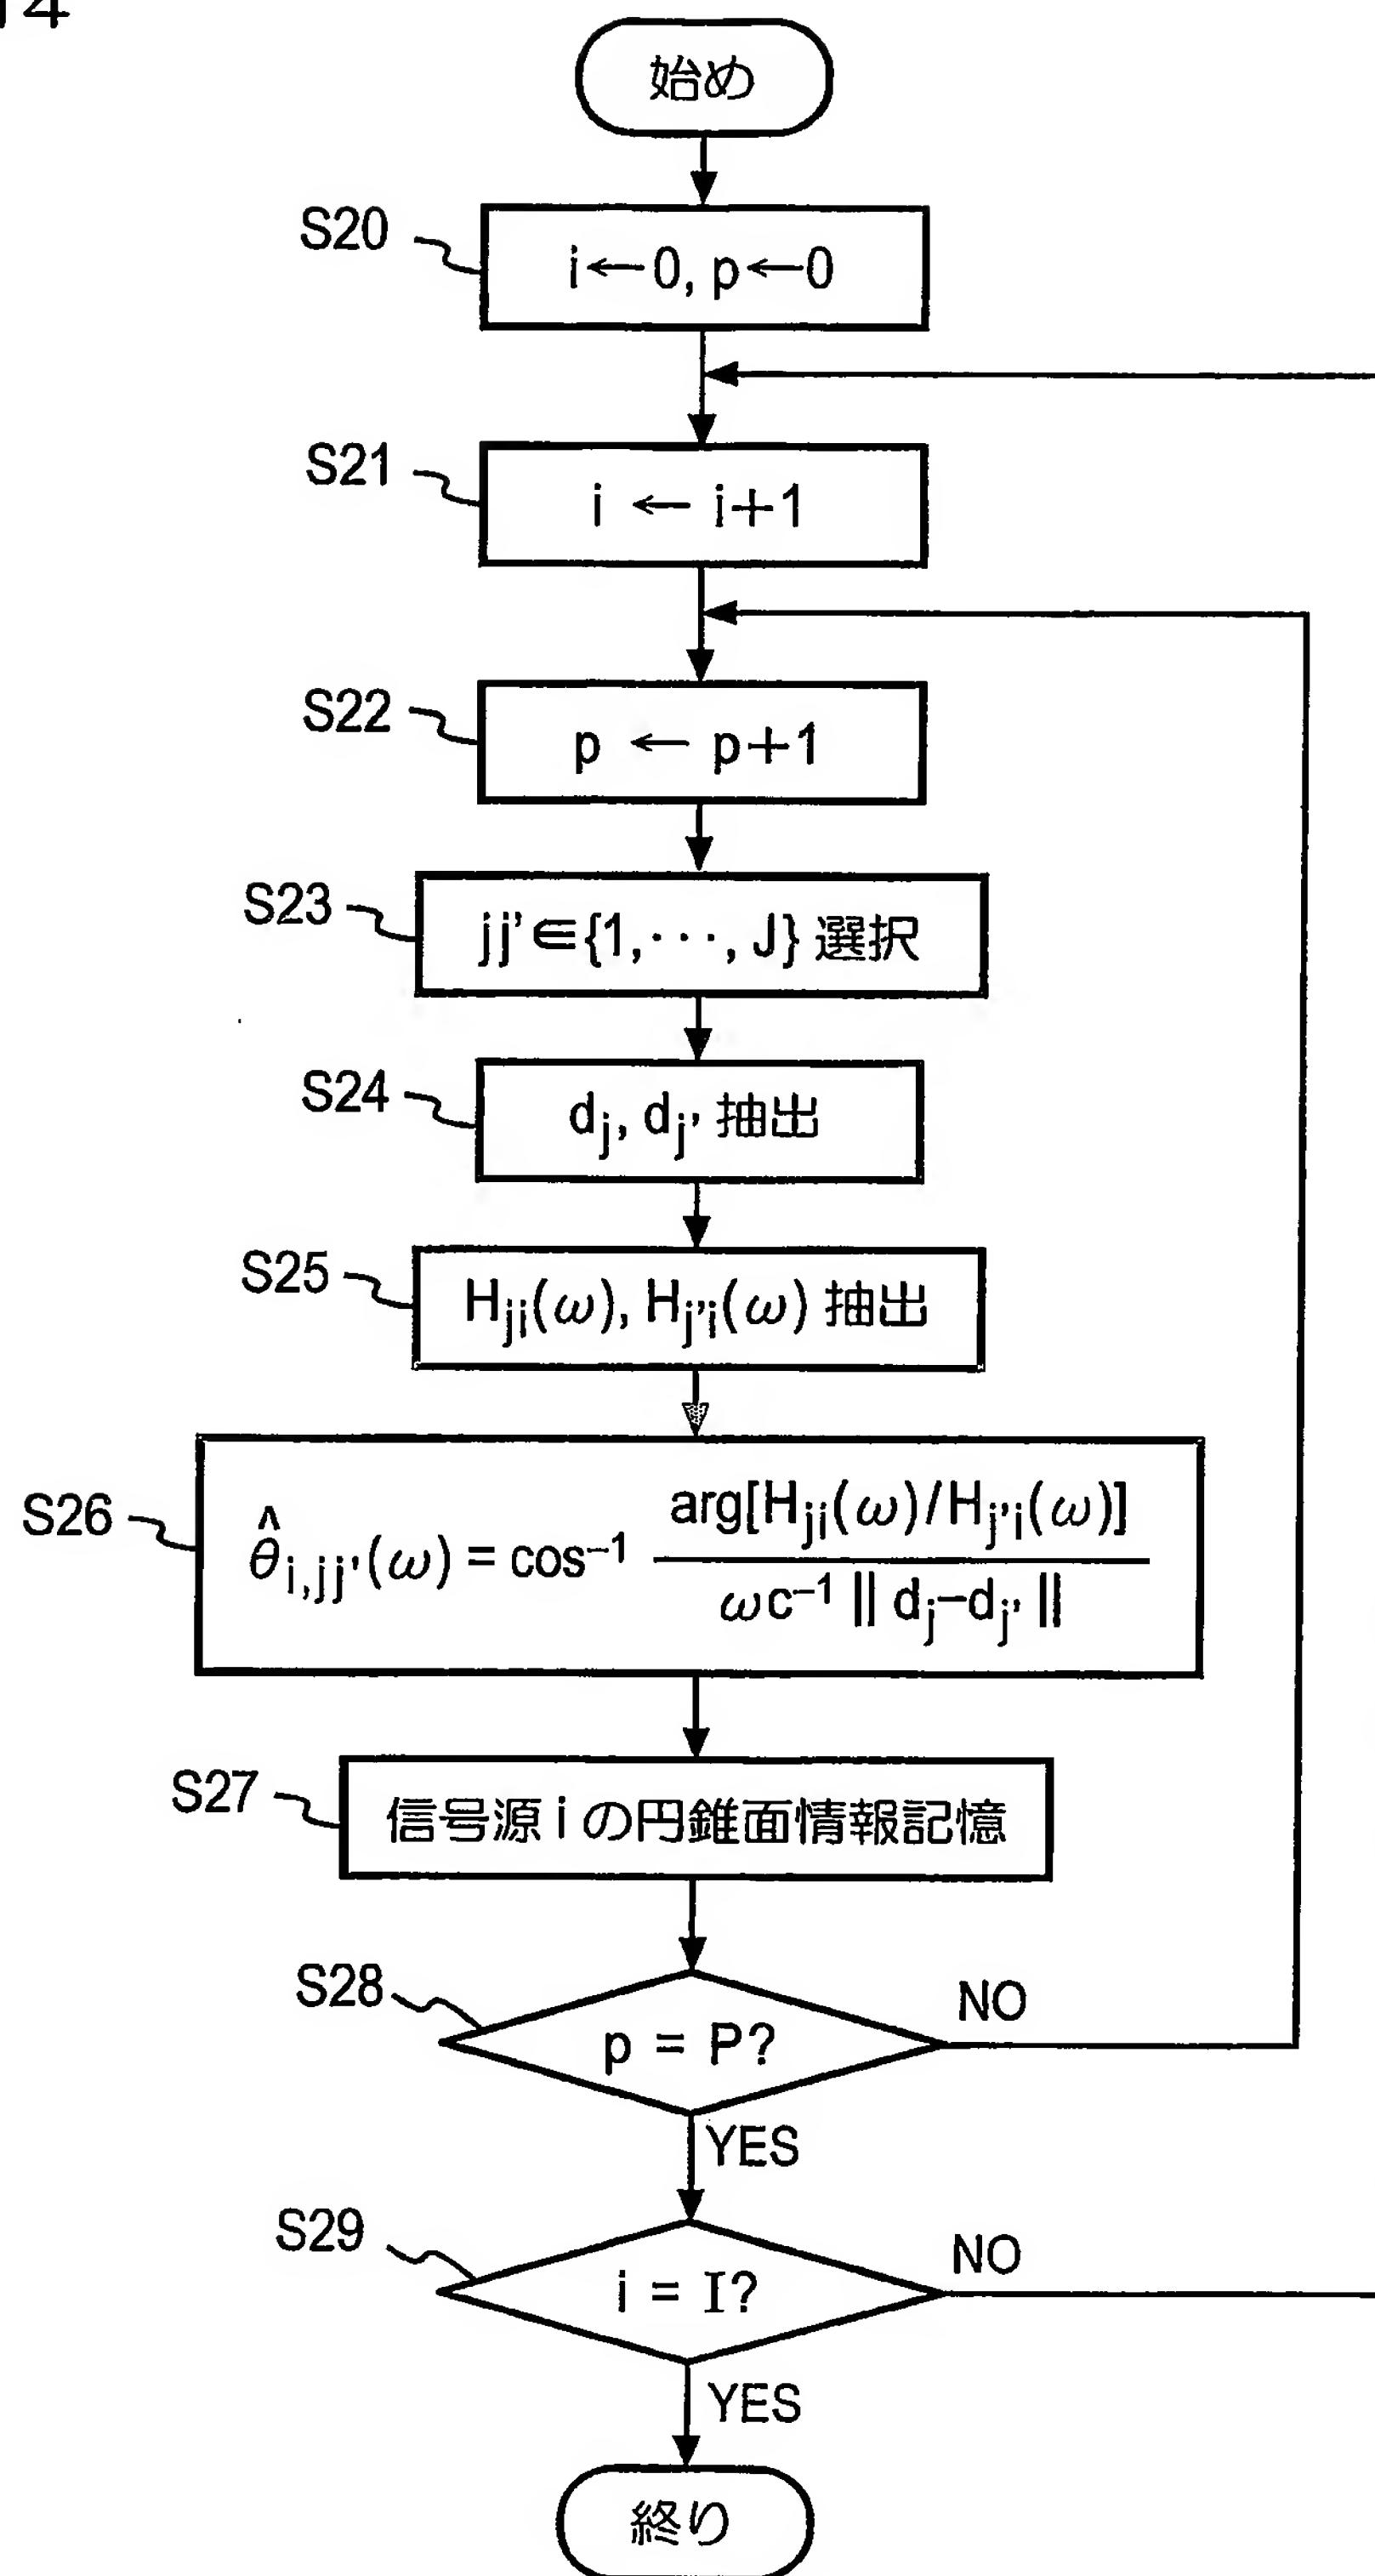 14
始め
S20
i←0, p←0
S21
i ← i+1
S22
p ← p+1
S23
jj'∈{1,···, J} 選択
S24
dj, dj' 抽出
S25
Hji(ω), Hj'i(ω) 抽出
S26
θ̂i,jj'(ω) = cos⁻¹ arg[Hji(ω)/Hj'i(ω)] / ωc⁻¹ || dj−dj' ||
S27
信号源 i の円錐面情報記憶
S28
p = P?
NO
YES
S29
i = I?
NO
YES
終り